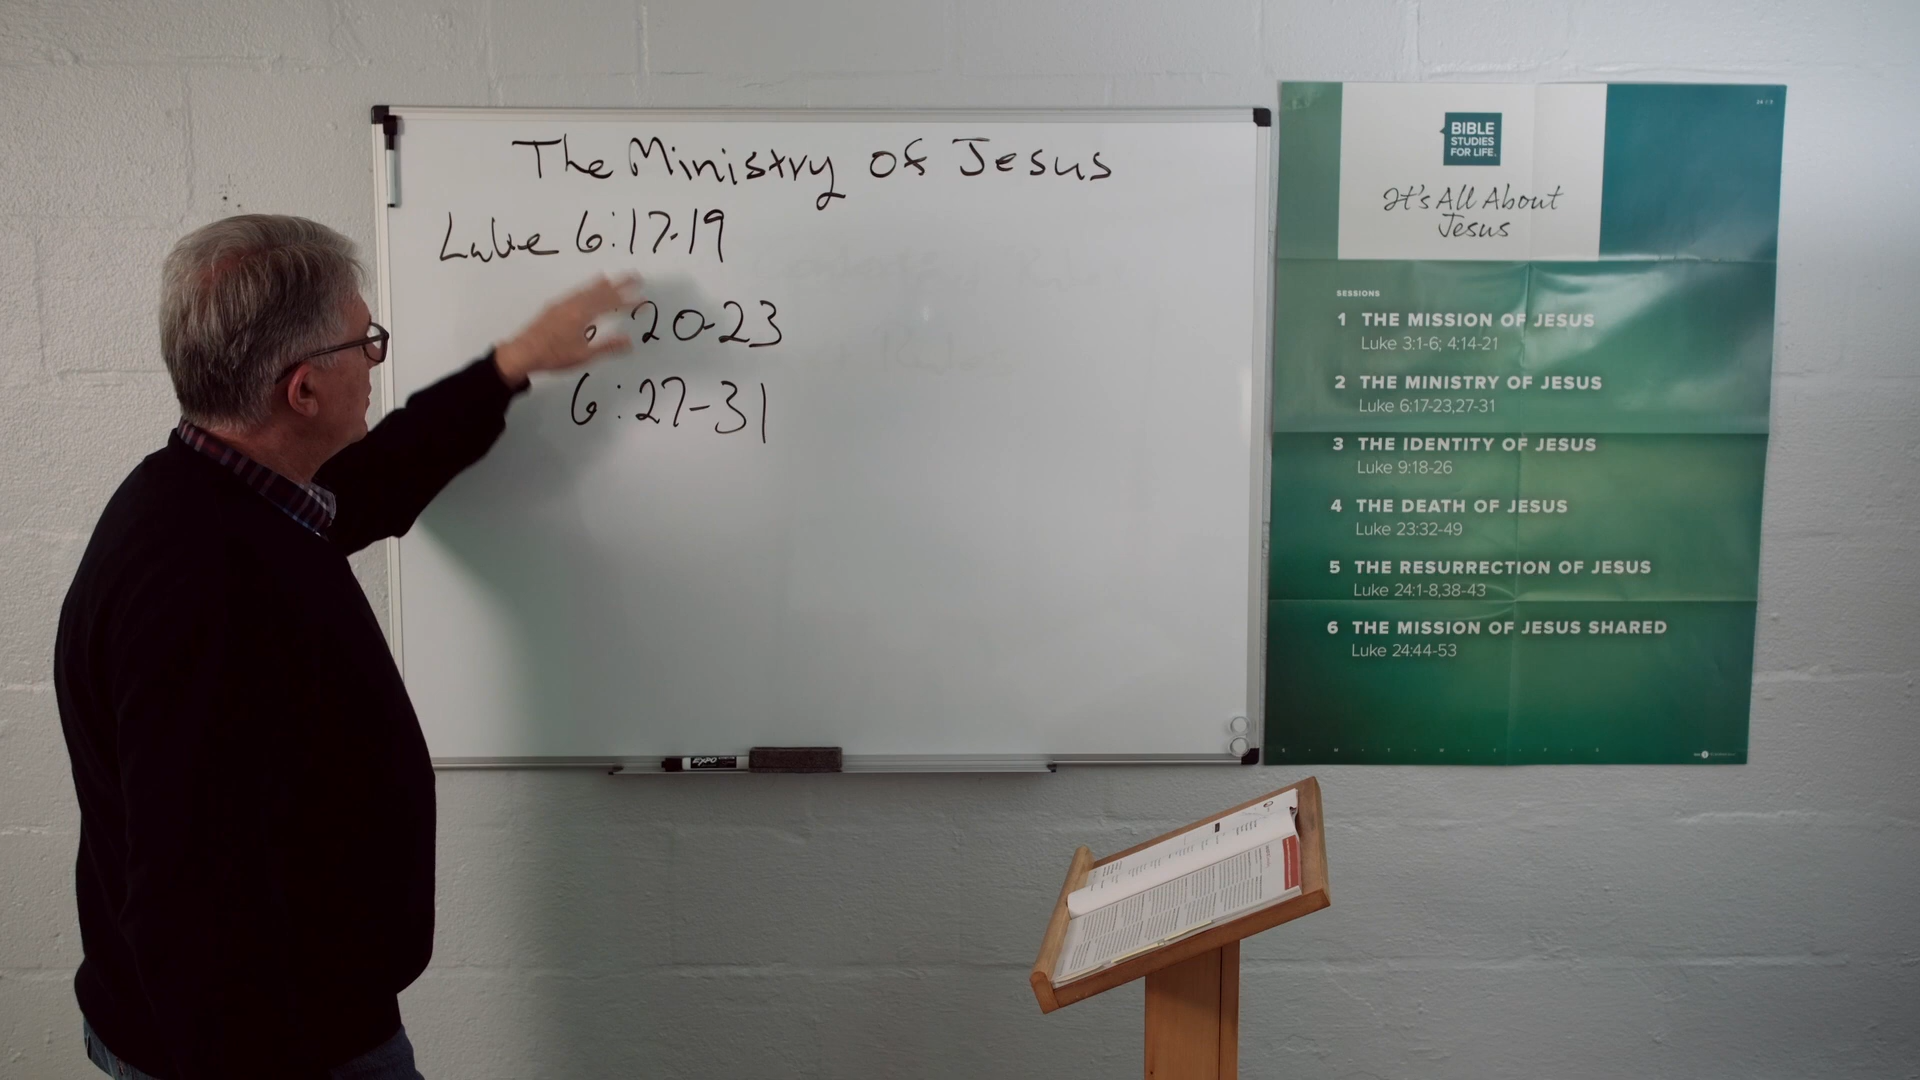 The Ministry of Jesus
Luke 6:17-19
6:20-23
6:27-31
EXPO
BIBLE
STUDIES
FOR LIFE.
It's All About
Jesus
SESSIONS
1 THE MISSION OF JESUS
Luke 3:1-6; 4:14-21
2 THE MINISTRY OF JESUS
Luke 6:17-23,27-31
3 THE IDENTITY OF JESUS
Luke 9:18-26
4 THE DEATH OF JESUS
Luke 23:32-49
5 THE RESURRECTION OF JESUS
Luke 24:1-8,38-43
6 THE MISSION OF JESUS SHARED
Luke 24:44-53